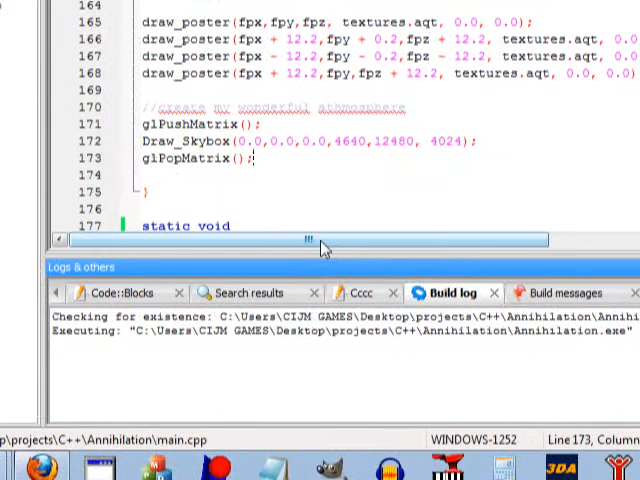 164
165 draw_poster(fpx,fpy,fpz, textures.aqt, 0.0, 0.0);
166 draw_poster(fpx + 12.2,fpy + 0.2,fpz + 12.2, textures.aqt, 0.0
167 draw_poster(fpx - 12.2,fpy - 0.2,fpz - 12.2, textures.aqt, 0.0
168 draw_poster(fpx + 12.2,fpy,fpz + 12.2, textures.aqt, 0.0, 0.0)
169
170 //create my wonderful athmosphere
171 glPushMatrix();
172 Draw_Skybox(0.0,0.0,0.0,4640,12480, 4024);
173 glPopMatrix();
174
175 }
176
177 static void
Logs & others
Code::Blocks Search results Cccc Build log Build messages
Checking for existence: C:\Users\CIJM GAMES\Desktop\projects\C++\Annihilation\Annihi
Executing: "C:\Users\CIJM GAMES\Desktop\projects\C++\Annihilation\Annihilation.exe"
p\projects\C++\Annihilation\main.cpp WINDOWS-1252 Line 173, Column
3DA